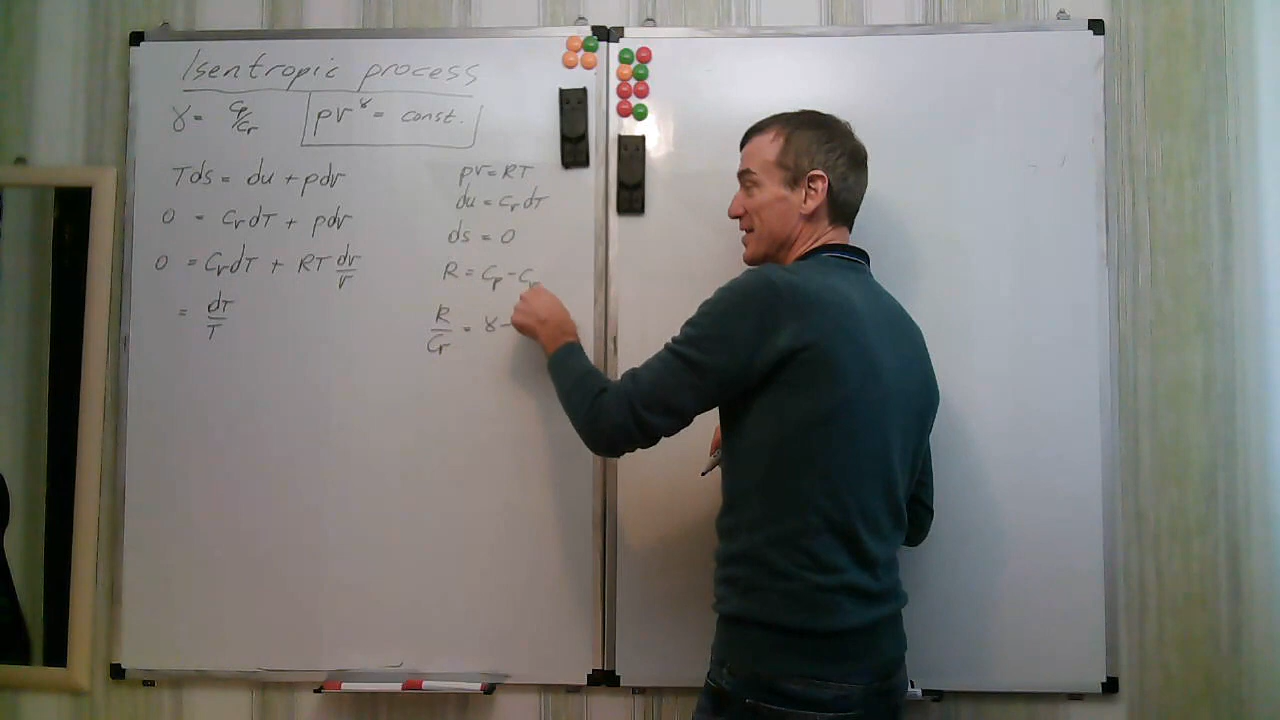 Isentropic process
γ = cp/cv   pv^γ = const.
Tds = du + pdv
0 = cvdT + pdv
0 = cvdT + RT dv/v
= dT/T
pv = RT
du = cvdT
ds = 0
R = cp - cv
R/cv = γ -